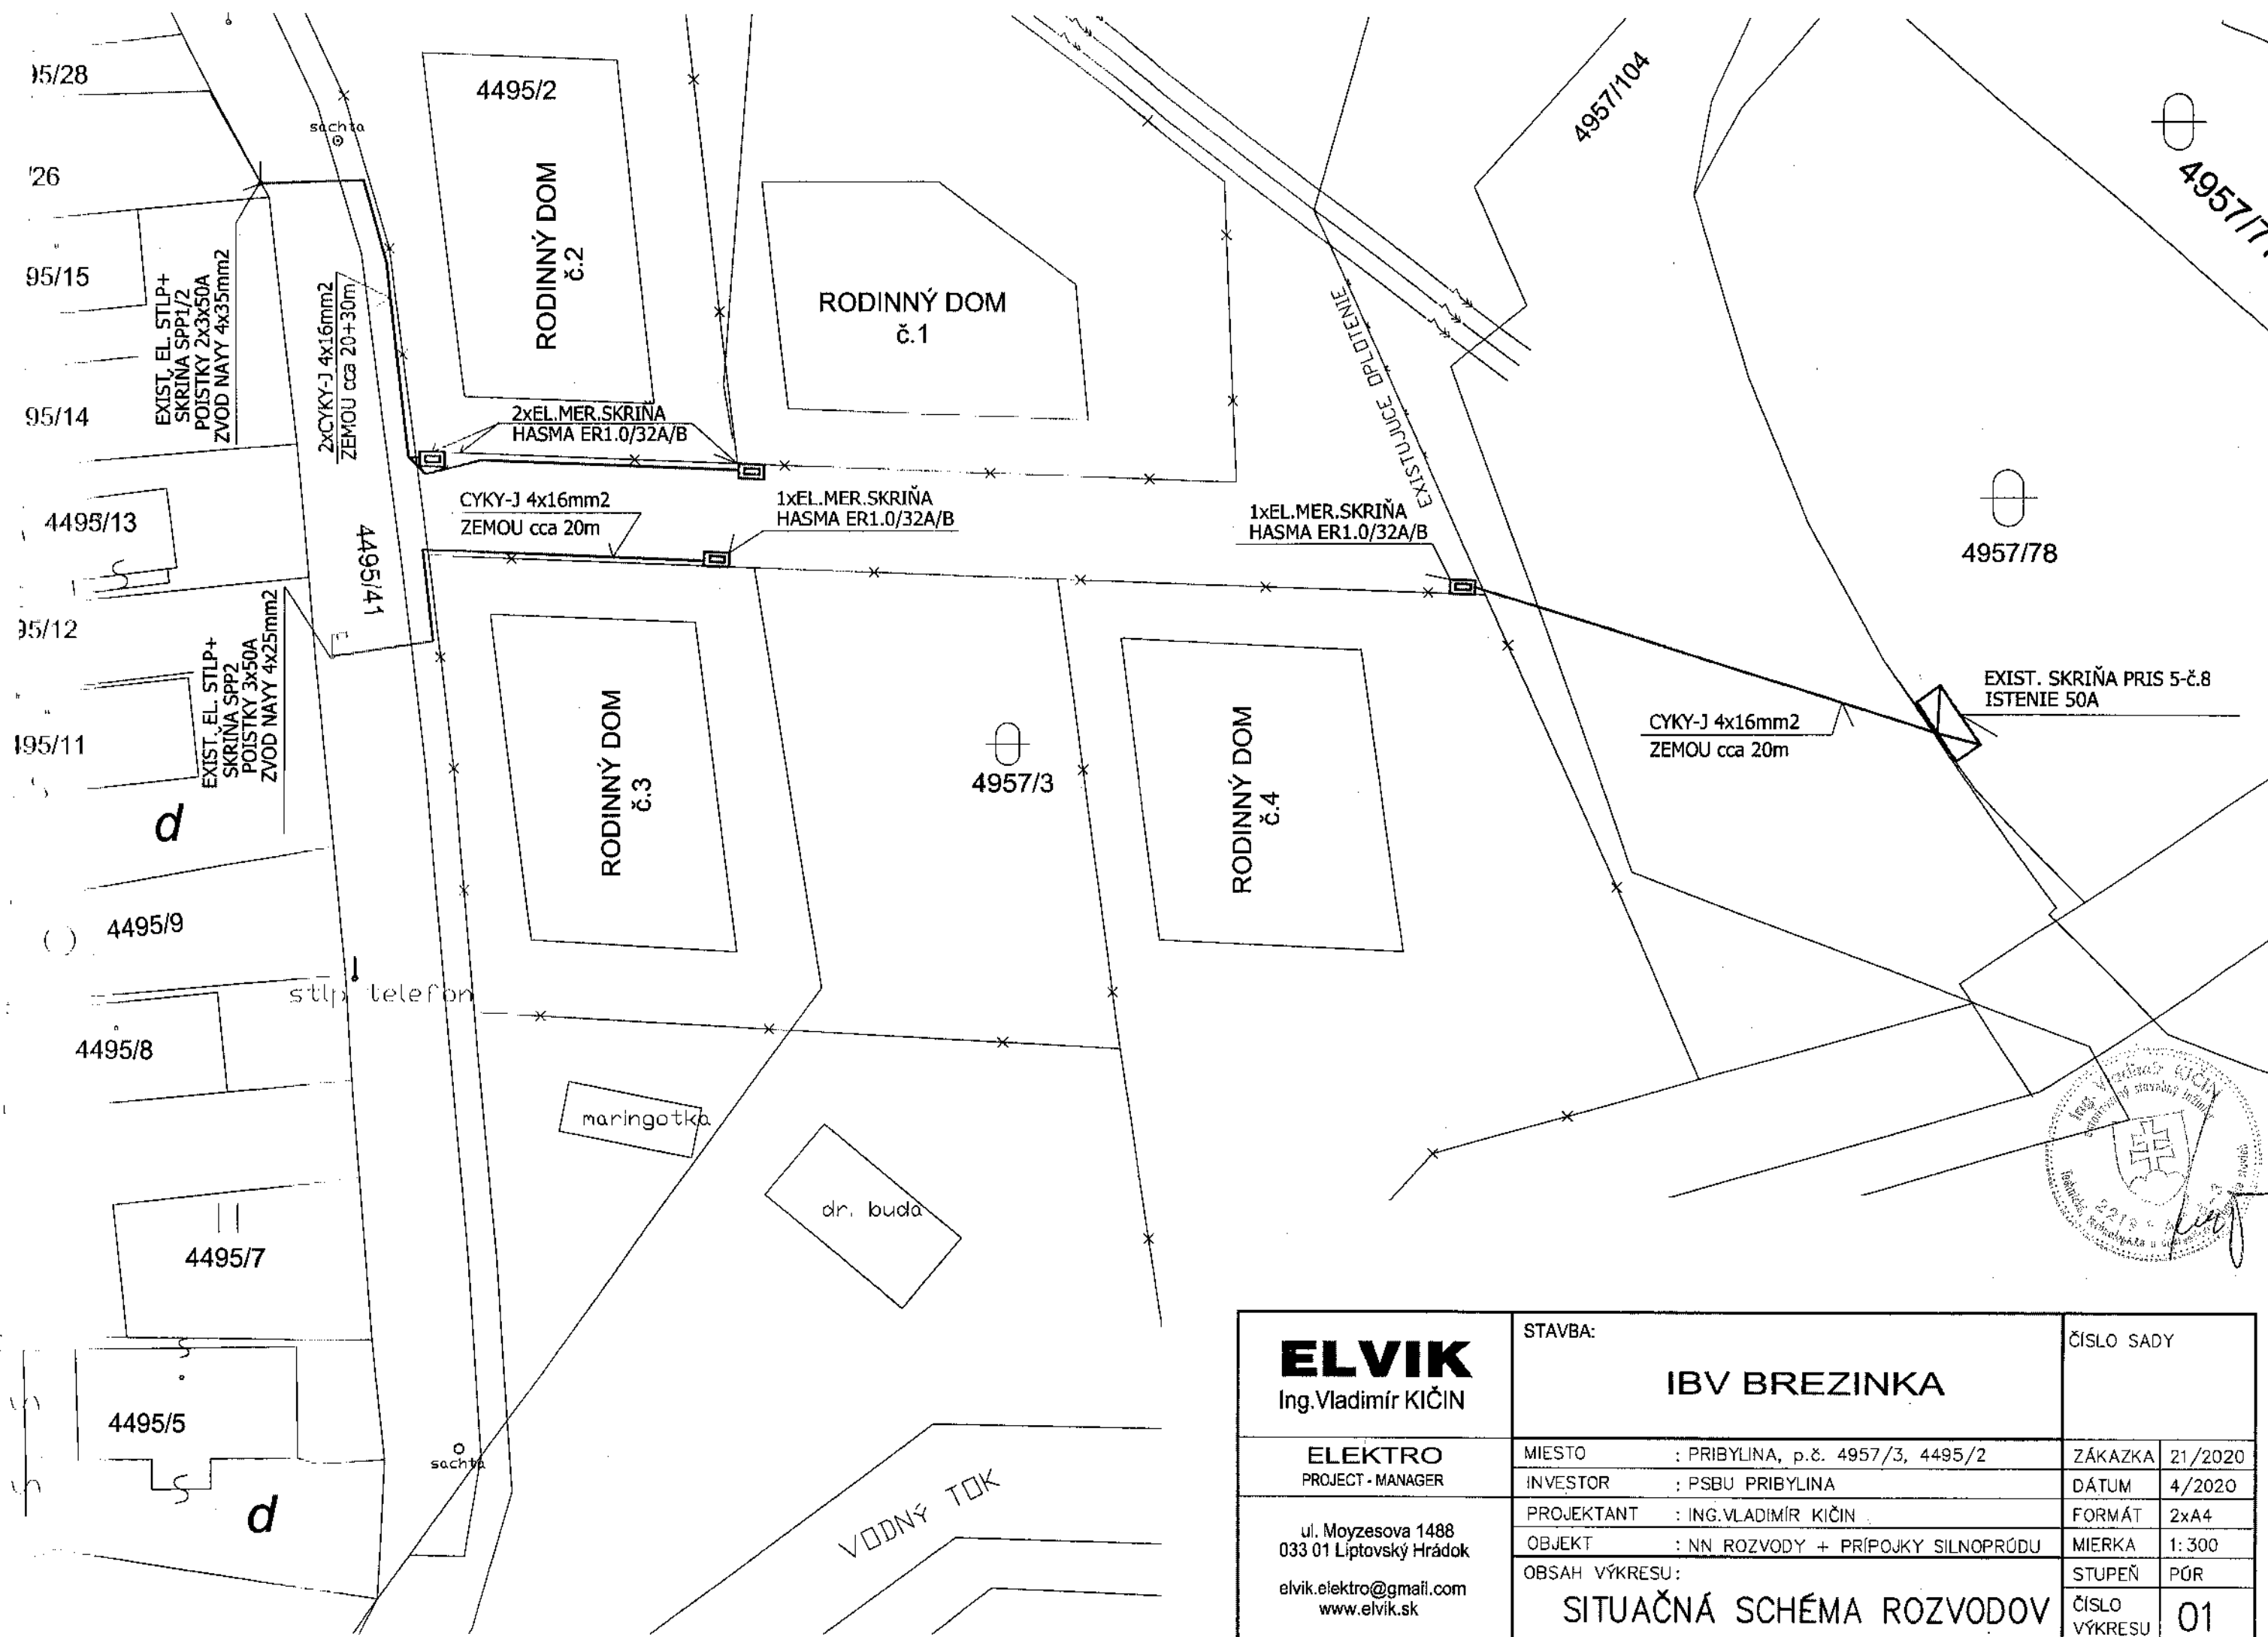 95/28
4495/2
šachta
4957/104
'26
4957/7
95/15
EXIST. EL. STLP+
SKRIŇA SPP1/2
POISTKY 2x3x50A
ZVOD NAYY 4x35mm2
2xCYKY-J 4x16mm2
ZEMOU cca 20+30m
RODINNÝ DOM
č.2
RODINNÝ DOM
č.1
EXISTUJUCE OPLOTENIE
95/14
2xEL.MER.SKRIŇA
HASMA ER1.0/32A/B
CYKY-J 4x16mm2
ZEMOU cca 20m
1xEL.MER.SKRIŇA
HASMA ER1.0/32A/B
1xEL.MER.SKRIŇA
HASMA ER1.0/32A/B
4495/13
4495/41
4957/78
95/12
EXIST. EL. STLP+
SKRIŇA SPP2
POISTKY 3x50A
ZVOD NAYY 4x25mm2
EXIST. SKRIŇA PRIS 5-č.8
ISTENIE 50A
CYKY-J 4x16mm2
ZEMOU cca 20m
495/11
RODINNÝ DOM
č.3
4957/3
RODINNÝ DOM
č.4
d
4495/9
stlp telefon
4495/8
maringotka
dr. buda
4495/7
4495/5
šachta
d
VODNÝ TOK
Ing. Vladimír KIČIN
ELVIK
Ing.Vladimír KIČIN
ELEKTRO
PROJECT - MANAGER
ul. Moyzesova 1488
033 01 Liptovský Hrádok
elvik.elektro@gmail.com
www.elvik.sk
STAVBA:
IBV BREZINKA
ČÍSLO SADY
MIESTO : PRIBYLINA, p.č. 4957/3, 4495/2
ZÁKAZKA 21/2020
INVESTOR : PSBU PRIBYLINA
DÁTUM 4/2020
PROJEKTANT : ING.VLADIMÍR KIČIN
FORMÁT 2xA4
OBJEKT : NN ROZVODY + PRÍPOJKY SILNOPRÚDU
MIERKA 1:300
OBSAH VÝKRESU:
STUPEŇ PÚR
SITUAČNÁ SCHÉMA ROZVODOV
ČÍSLO
VÝKRESU 01